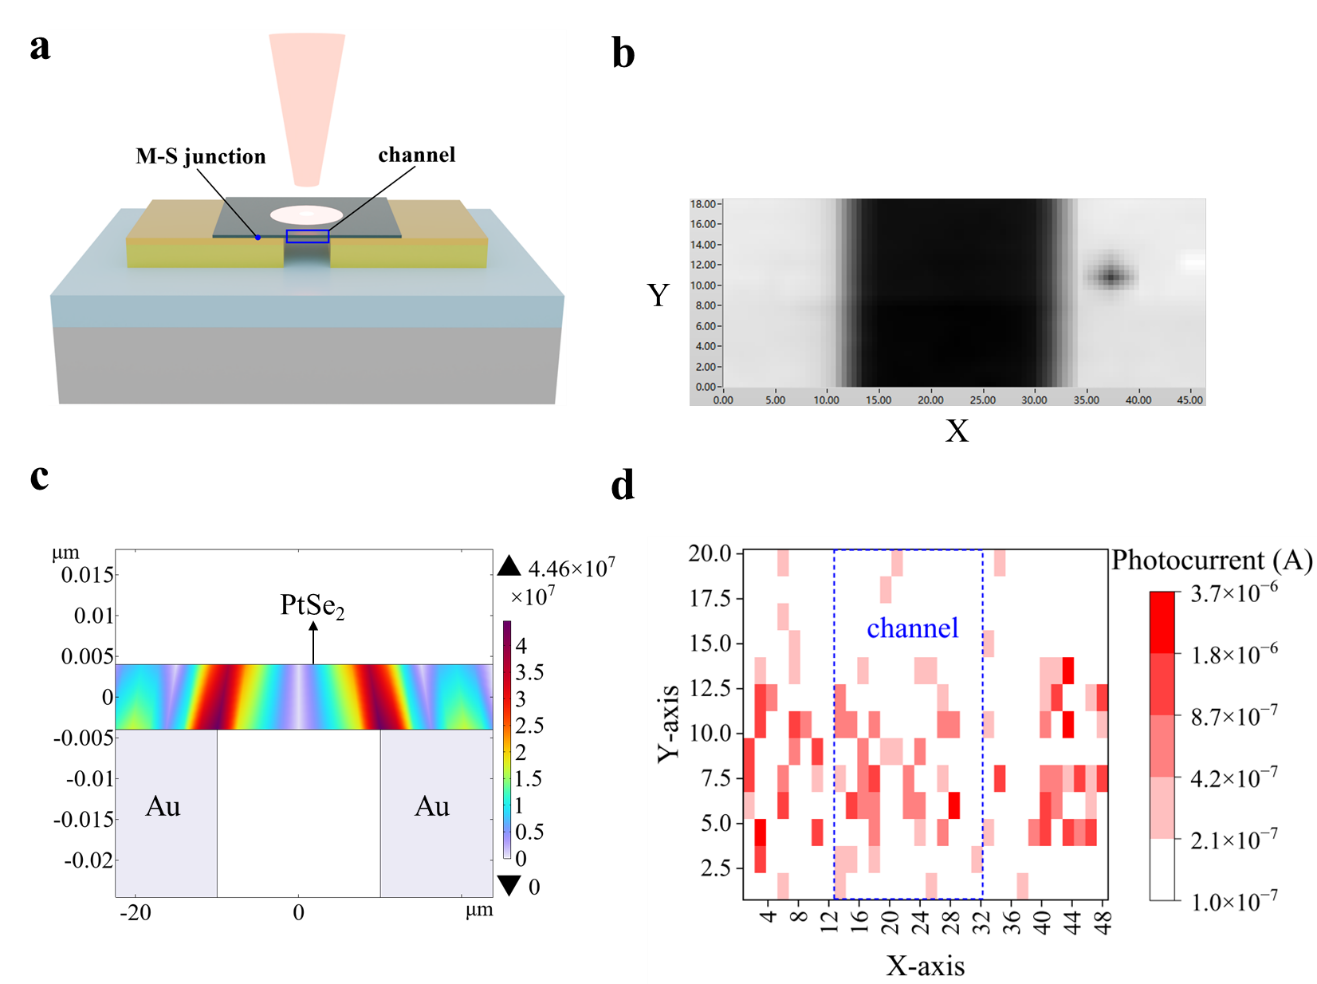 a
M-S junction
channel
b
18.00
16.00
14.00
12.00
10.00
8.00
6.00
4.00
2.00
0.00
Y
0.00 5.00 10.00 15.00 20.00 25.00 30.00 35.00 40.00 45.00
X
c
μm
0.015
0.01
0.005
0
-0.005
-0.01
-0.015
-0.02
PtSe₂
Au
Au
-20 0 μm
4.46×10⁷
×10⁷
4
3.5
3
2.5
2
1.5
1
0.5
0
0
d
Y-axis
20.0
17.5
15.0
12.5
10.0
7.5
5.0
2.5
channel
4 8 12 16 20 24 28 32 36 40 44 48
X-axis
Photocurrent (A)
3.7×10⁻⁶
1.8×10⁻⁶
8.7×10⁻⁷
4.2×10⁻⁷
2.1×10⁻⁷
1.0×10⁻⁷